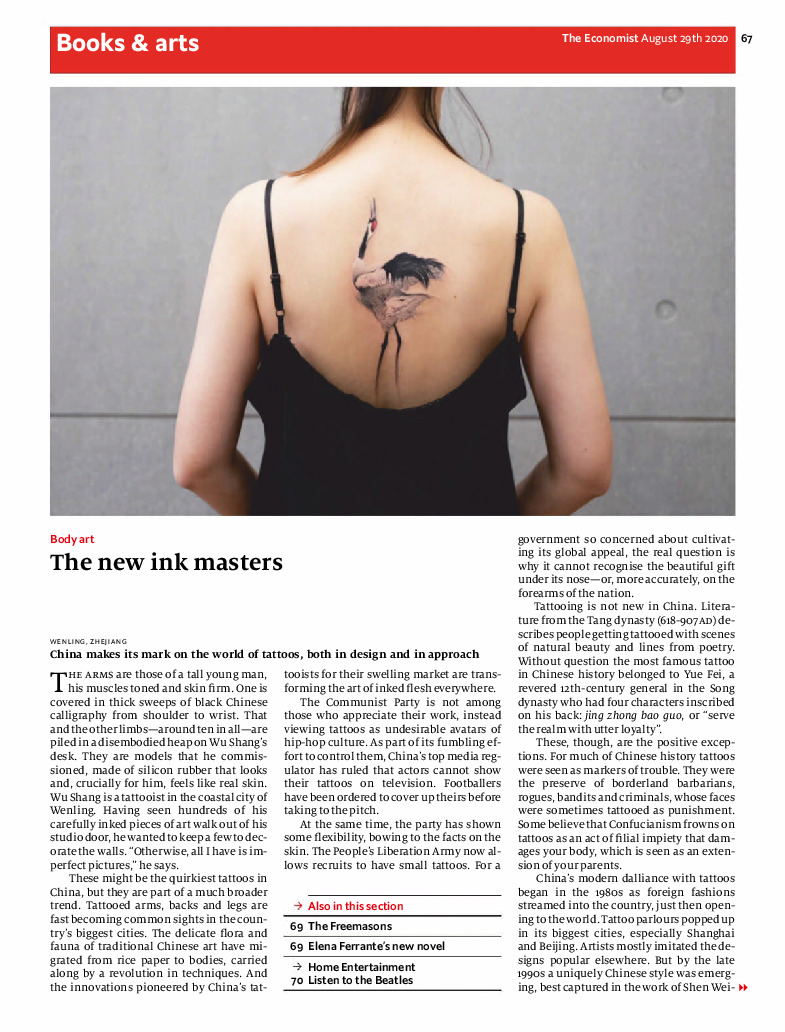 Books & arts
The Economist August 29th 2020 67
Body art
The new ink masters
WENLING, ZHEJIANG
China makes its mark on the world of tattoos, both in design and in approach
THE ARMS are those of a tall young man,
his muscles toned and skin firm. One is
covered in thick sweeps of black Chinese
calligraphy from shoulder to wrist. That
and the other limbs—around ten in all—are
piled in a disembodied heap on Wu Shang's
desk. They are models that he commis-
sioned, made of silicon rubber that looks
and, crucially for him, feels like real skin.
Wu Shang is a tattooist in the coastal city of
Wenling. Having seen hundreds of his
carefully inked pieces of art walk out of his
studio door, he wanted to keep a few to dec-
orate the walls. “Otherwise, all I have is im-
perfect pictures,” he says.
These might be the quirkiest tattoos in
China, but they are part of a much broader
trend. Tattooed arms, backs and legs are
fast becoming common sights in the coun-
try's biggest cities. The delicate flora and
fauna of traditional Chinese art have mi-
grated from rice paper to bodies, carried
along by a revolution in techniques. And
the innovations pioneered by China's tat-
tooists for their swelling market are trans-
forming the art of inked flesh everywhere.
The Communist Party is not among
those who appreciate their work, instead
viewing tattoos as undesirable avatars of
hip-hop culture. As part of its fumbling ef-
fort to control them, China's top media reg-
ulator has ruled that actors cannot show
their tattoos on television. Footballers
have been ordered to cover up theirs before
taking to the pitch.
At the same time, the party has shown
some flexibility, bowing to the facts on the
skin. The People's Liberation Army now al-
lows recruits to have small tattoos. For a
→ Also in this section
69 The Freemasons
69 Elena Ferrante's new novel
→ Home Entertainment
70 Listen to the Beatles
government so concerned about cultivat-
ing its global appeal, the real question is
why it cannot recognise the beautiful gift
under its nose—or, more accurately, on the
forearms of the nation.
Tattooing is not new in China. Litera-
ture from the Tang dynasty (618-907AD) de-
scribes people getting tattooed with scenes
of natural beauty and lines from poetry.
Without question the most famous tattoo
in Chinese history belonged to Yue Fei, a
revered 12th-century general in the Song
dynasty who had four characters inscribed
on his back: jing zhong bao guo, or “serve
the realm with utter loyalty”.
These, though, are the positive excep-
tions. For much of Chinese history tattoos
were seen as markers of trouble. They were
the preserve of borderland barbarians,
rogues, bandits and criminals, whose faces
were sometimes tattooed as punishment.
Some believe that Confucianism frowns on
tattoos as an act of filial impiety that dam-
ages your body, which is seen as an exten-
sion of your parents.
China's modern dalliance with tattoos
began in the 1980s as foreign fashions
streamed into the country, just then open-
ing to the world. Tattoo parlours popped up
in its biggest cities, especially Shanghai
and Beijing. Artists mostly imitated the de-
signs popular elsewhere. But by the late
1990s a uniquely Chinese style was emerg-
ing, best captured in the work of Shen Wei-